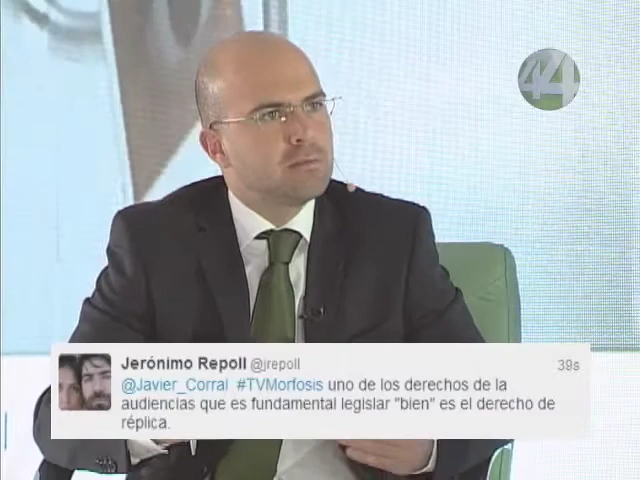 44
Jerónimo Repoll @jrepoll 39s
@Javier_Corral #TVMorfosis uno de los derechos de la
audiencias que es fundamental legislar "bien" es el derecho de
réplica.